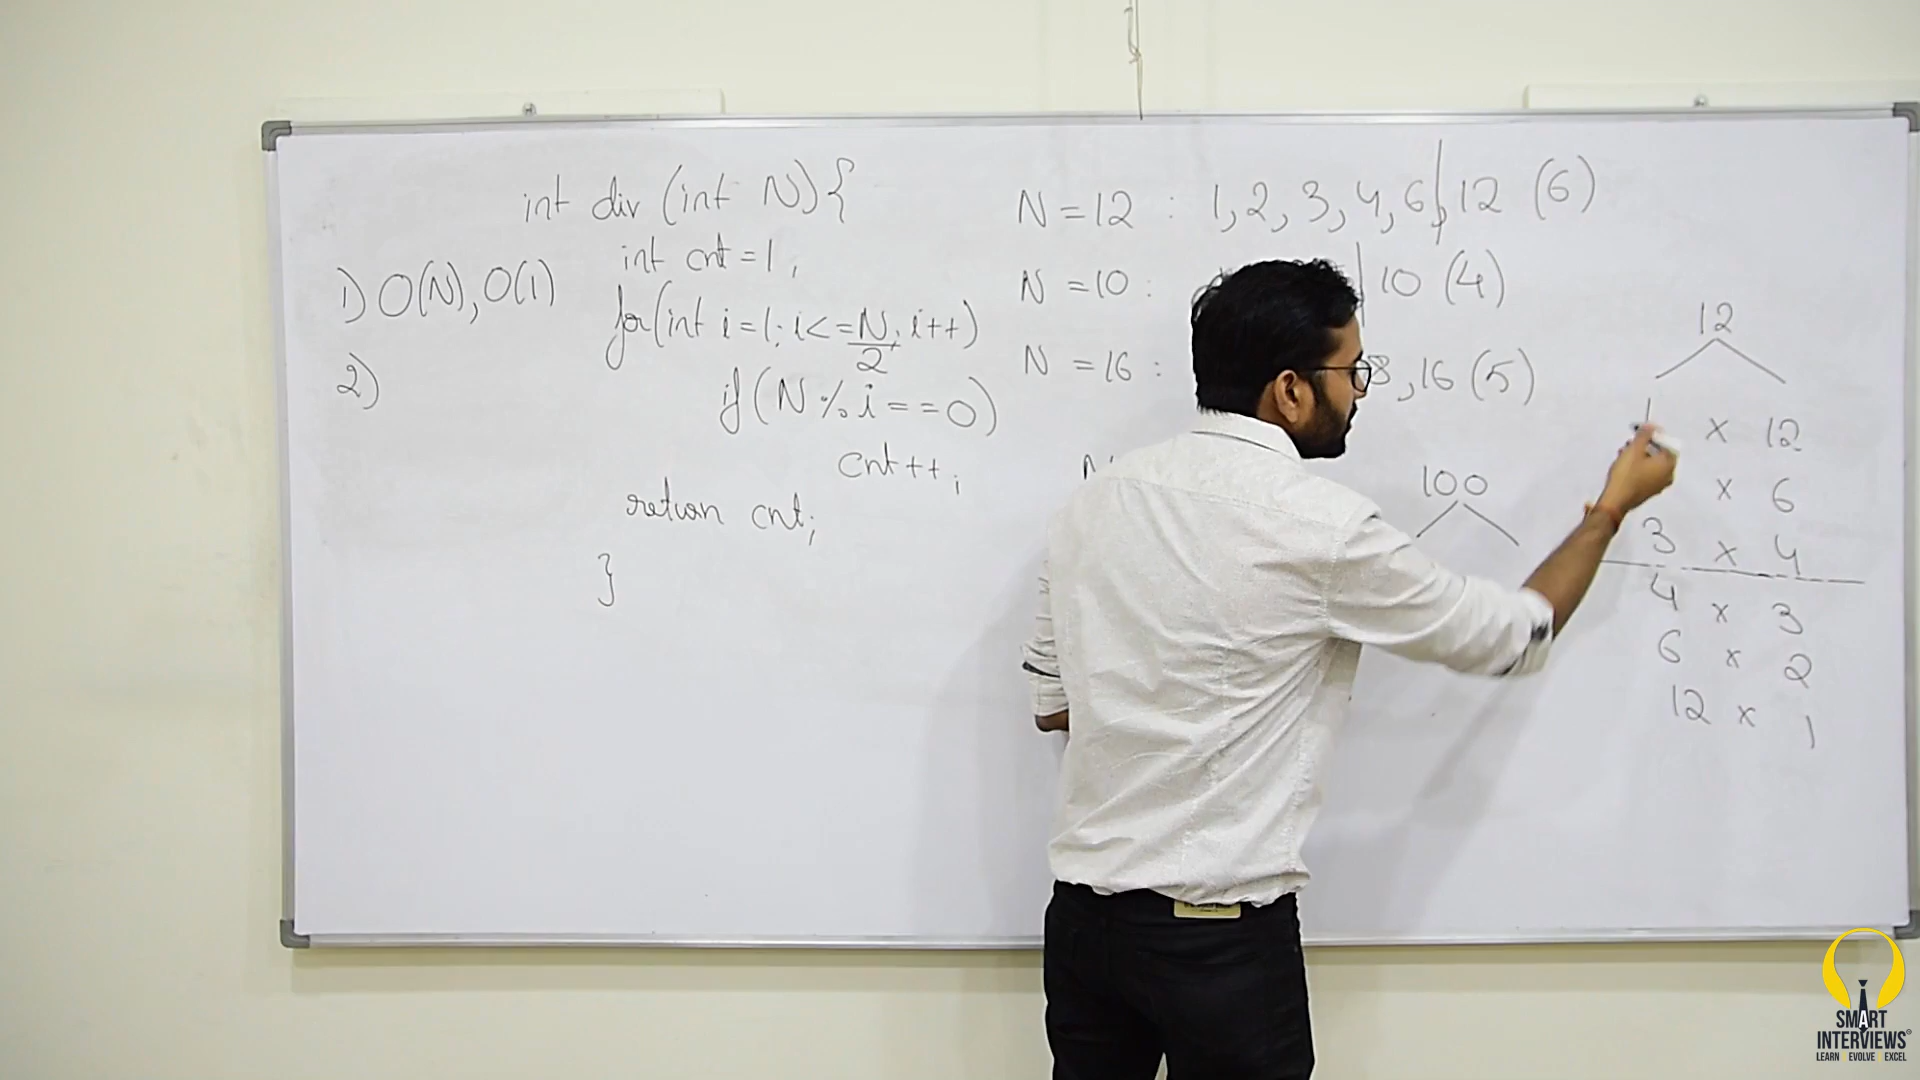 int div (int N) {
int cnt = 1;
1) O(N), O(1)
for(int i = 1; i <= N/2; i++)
2)
if (N % i == 0)
cnt++;
return cnt;
}
N = 12 : 1, 2, 3, 4, 6, | 12 (6)
N = 10 : | 10 (4)
N = 16 : 8, 16 (5)
N
100
12
1 x 12
x 6
3 x 4
4 x 3
6 x 2
12 x 1
SMART
INTERVIEWS
LEARN EVOLVE EXCEL